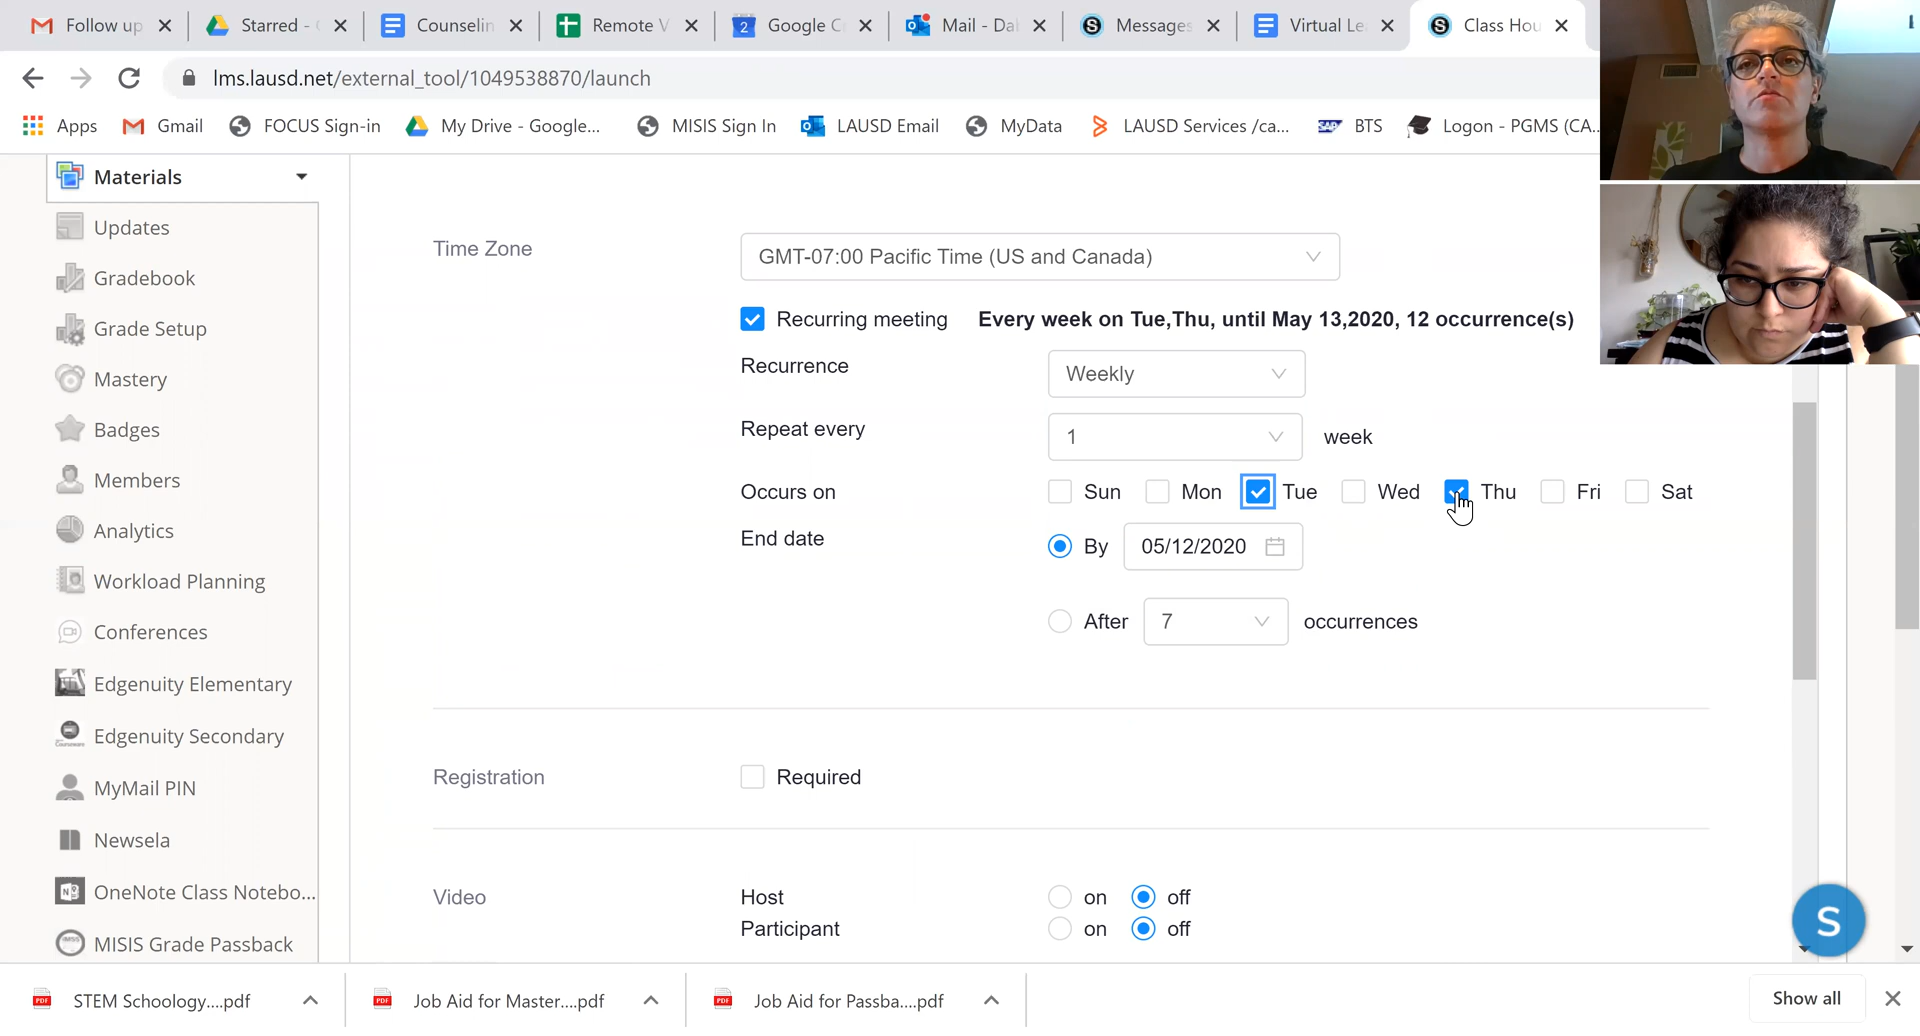 Follow up
Starred -
Counselin
Remote V
Google C
2
Mail - Dah
Messages
Virtual Le
Class Hou
lms.lausd.net/external_tool/1049538870/launch
Apps
Gmail
FOCUS Sign-in
My Drive - Google...
MISIS Sign In
LAUSD Email
MyData
LAUSD Services /ca...
SAP
BTS
Logon - PGMS (CA...
Materials
Updates
Gradebook
Grade Setup
Mastery
Badges
Members
Analytics
Workload Planning
Conferences
Edgenuity Elementary
Edgenuity Secondary
MyMail PIN
Newsela
OneNote Class Notebo...
MISIS Grade Passback
Time Zone
GMT-07:00 Pacific Time (US and Canada)
Recurring meeting Every week on Tue,Thu, until May 13,2020, 12 occurrence(s)
Recurrence Weekly
Repeat every 1 week
Occurs on Sun Mon Tue Wed Thu Fri Sat
End date By 05/12/2020
After 7 occurrences
Registration Required
Video Host on off
Participant on off
S
PDF STEM Schoology....pdf
PDF Job Aid for Master....pdf
PDF Job Aid for Passba....pdf
Show all